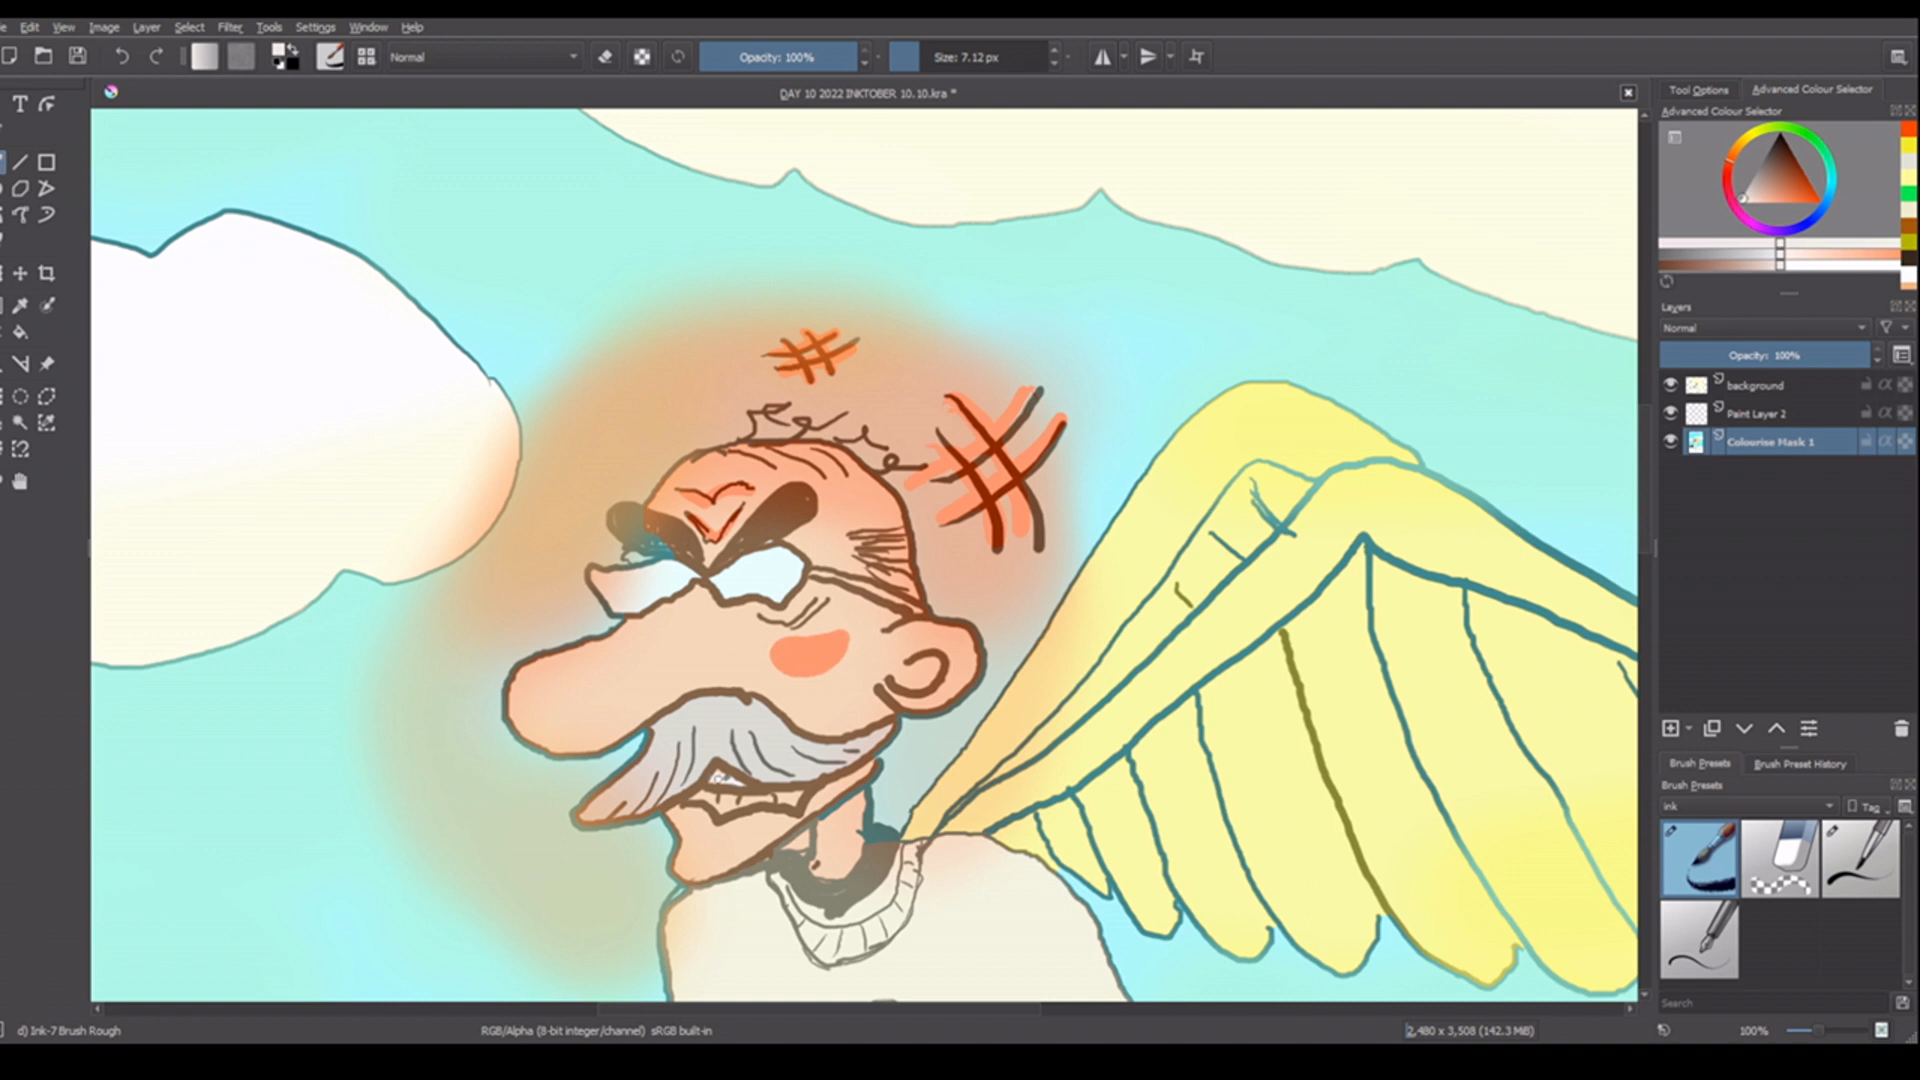 Edit View Image Layer Select Filter Tools Settings Window Help
Normal
Opacity: 100%
Size: 7.12 px
DAY 10 2022 INKTOBER 10.10.kra *
Tool Options
Advanced Colour Selector
Advanced Colour Selector
Layers
Normal
Opacity: 100%
background
Paint Layer 2
Colourise Mask 1
Brush Presets
Brush Preset History
Brush Presets
ink
Tag
Search
d) Ink-7 Brush Rough
RGB/Alpha (8-bit integer/channel) sRGB built-in
2,480 x 3,508 (142.3 MiB)
100%